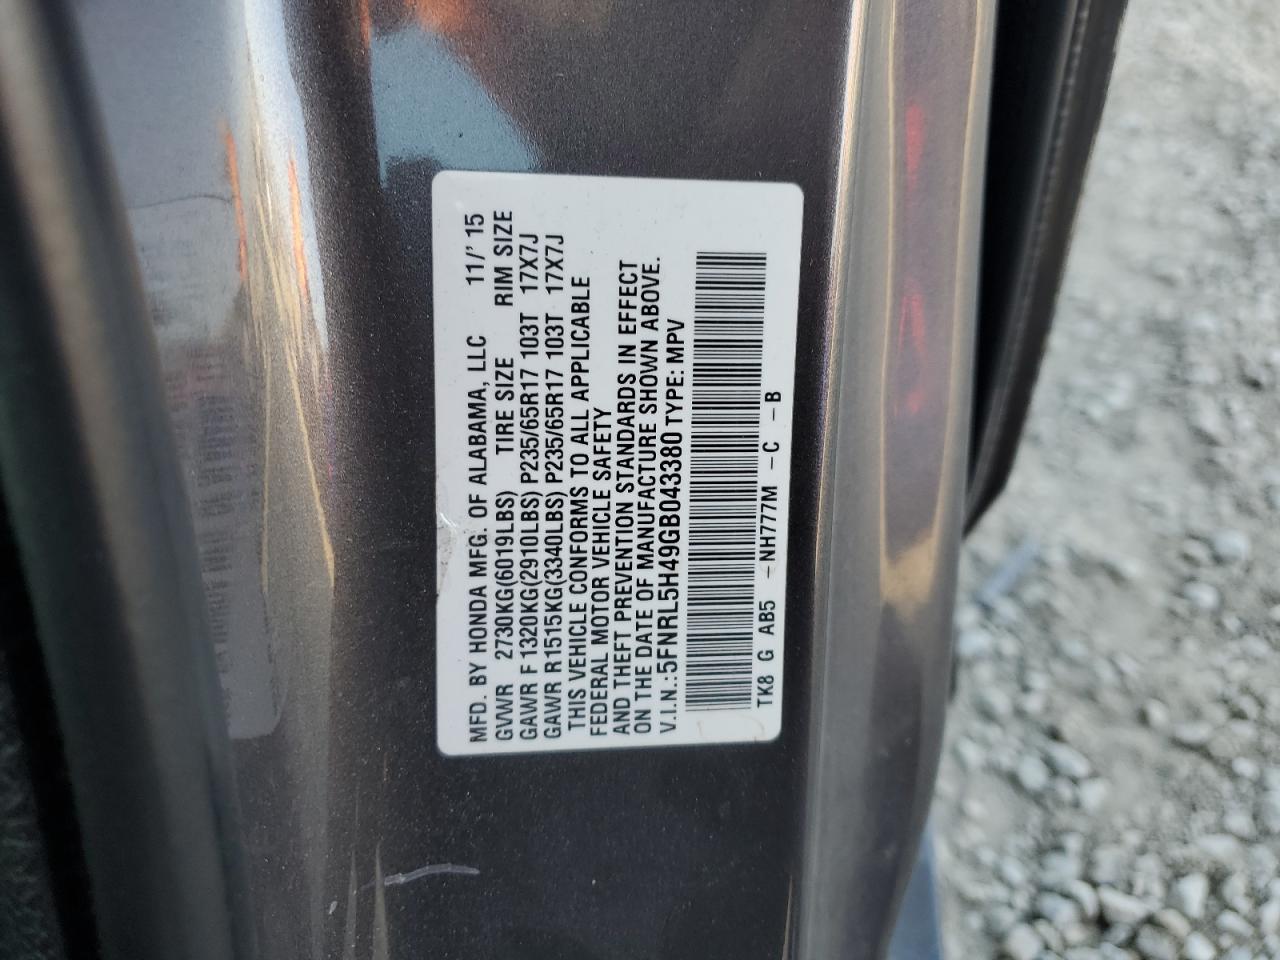 MFD. BY HONDA MFG. OF ALABAMA, LLC 11/' 15
GVWR 2730KG(6019LBS) TIRE SIZE RIM SIZE
GAWR F 1320KG(2910LBS) P235/65R17 103T 17X7J
GAWR R 1515KG(3340LBS) P235/65R17 103T 17X7J
THIS VEHICLE CONFORMS TO ALL APPLICABLE
FEDERAL MOTOR VEHICLE SAFETY
AND THEFT PREVENTION STANDARDS IN EFFECT
ON THE DATE OF MANUFACTURE SHOWN ABOVE.
V.I.N.:5FNRL5H49GB043380 TYPE: MPV
TK8 G AB5 -NH777M -C -B